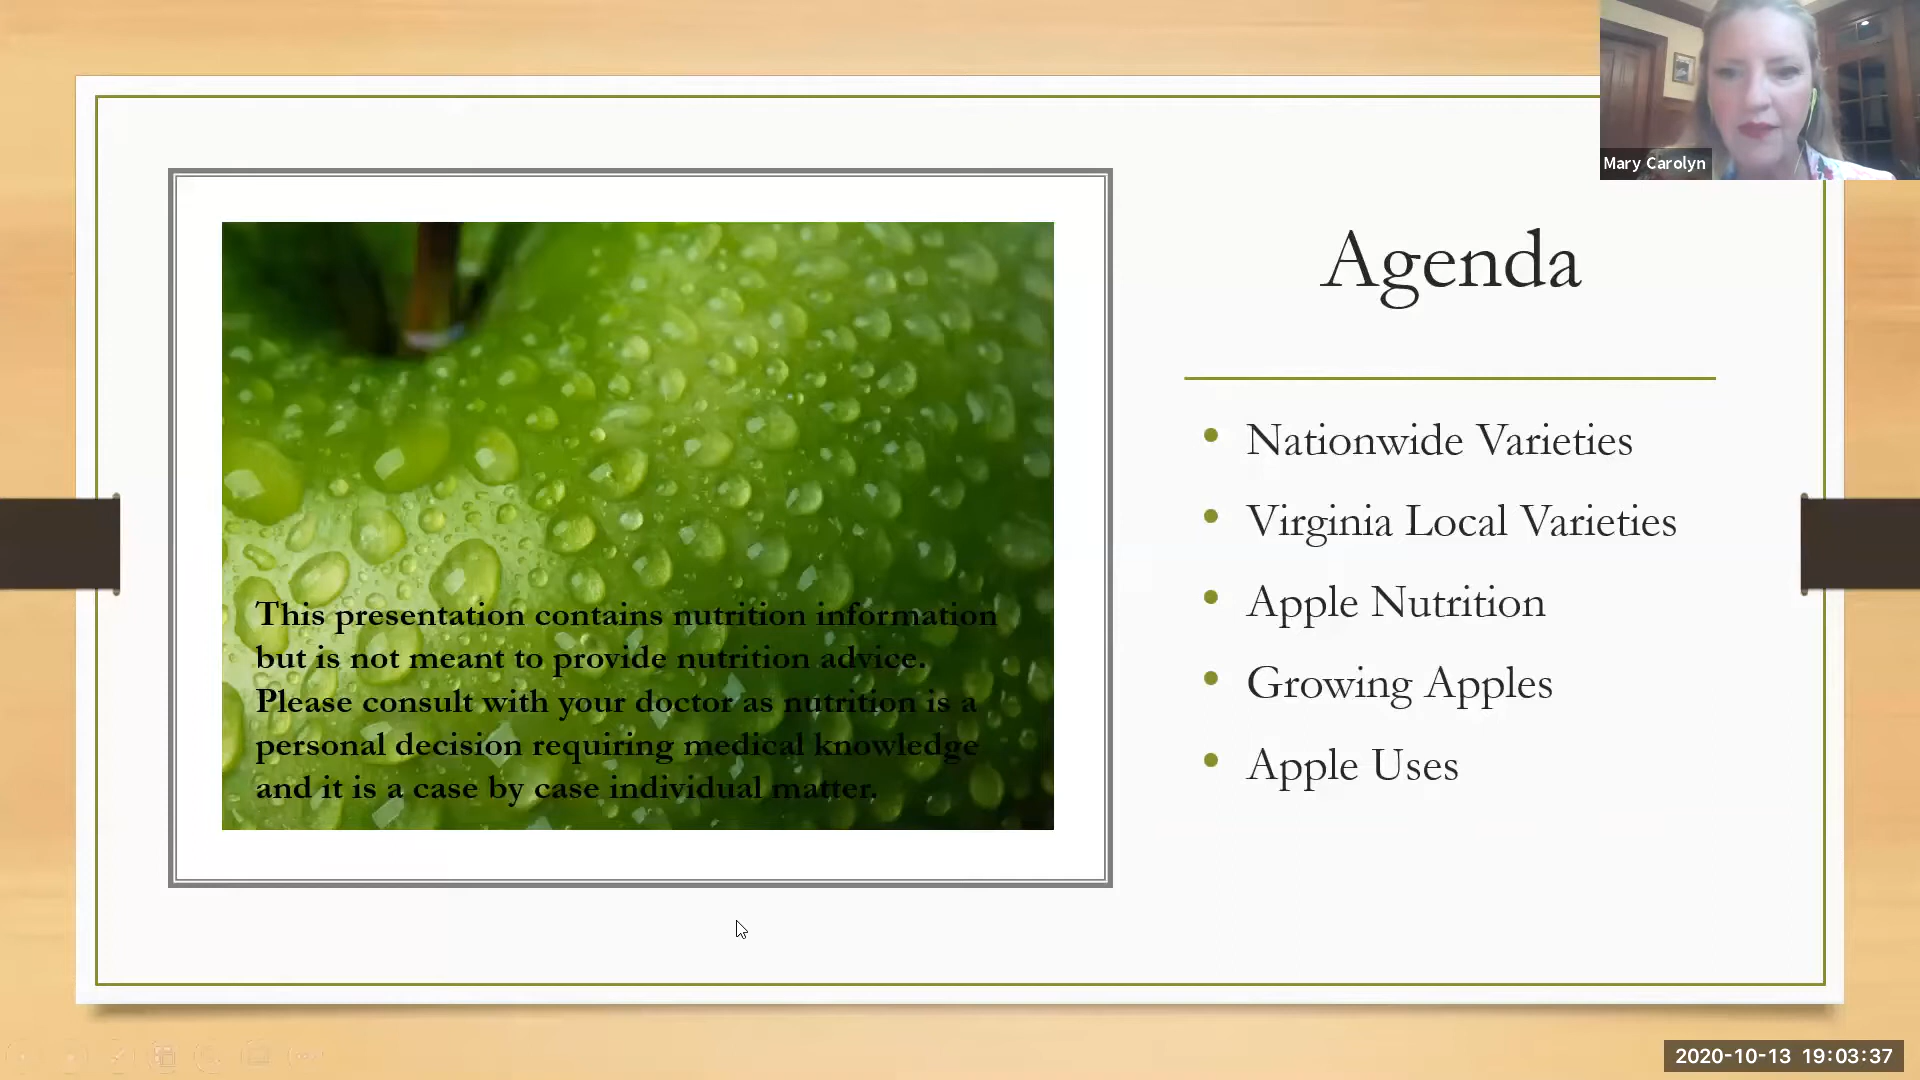 Mary Carolyn
Agenda
Nationwide Varieties
Virginia Local Varieties
Apple Nutrition
Growing Apples
Apple Uses
This presentation contains nutrition information
but is not meant to provide nutrition advice.
Please consult with your doctor as nutrition is a
personal decision requiring medical knowledge
and it is a case by case individual matter.
2020-10-13 19:03:37